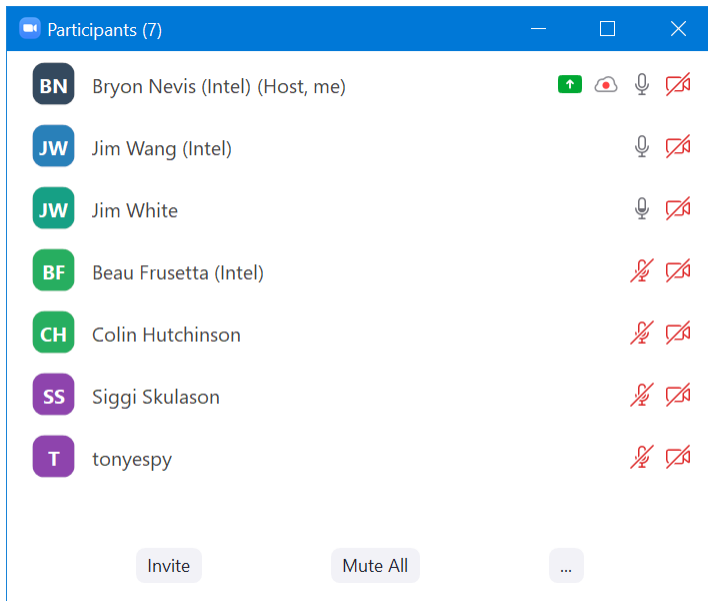 Participants (7)
BN Bryon Nevis (Intel) (Host, me)
JW Jim Wang (Intel)
JW Jim White
BF Beau Frusetta (Intel)
CH Colin Hutchinson
SS Siggi Skulason
T tonyespy
Invite Mute All ...